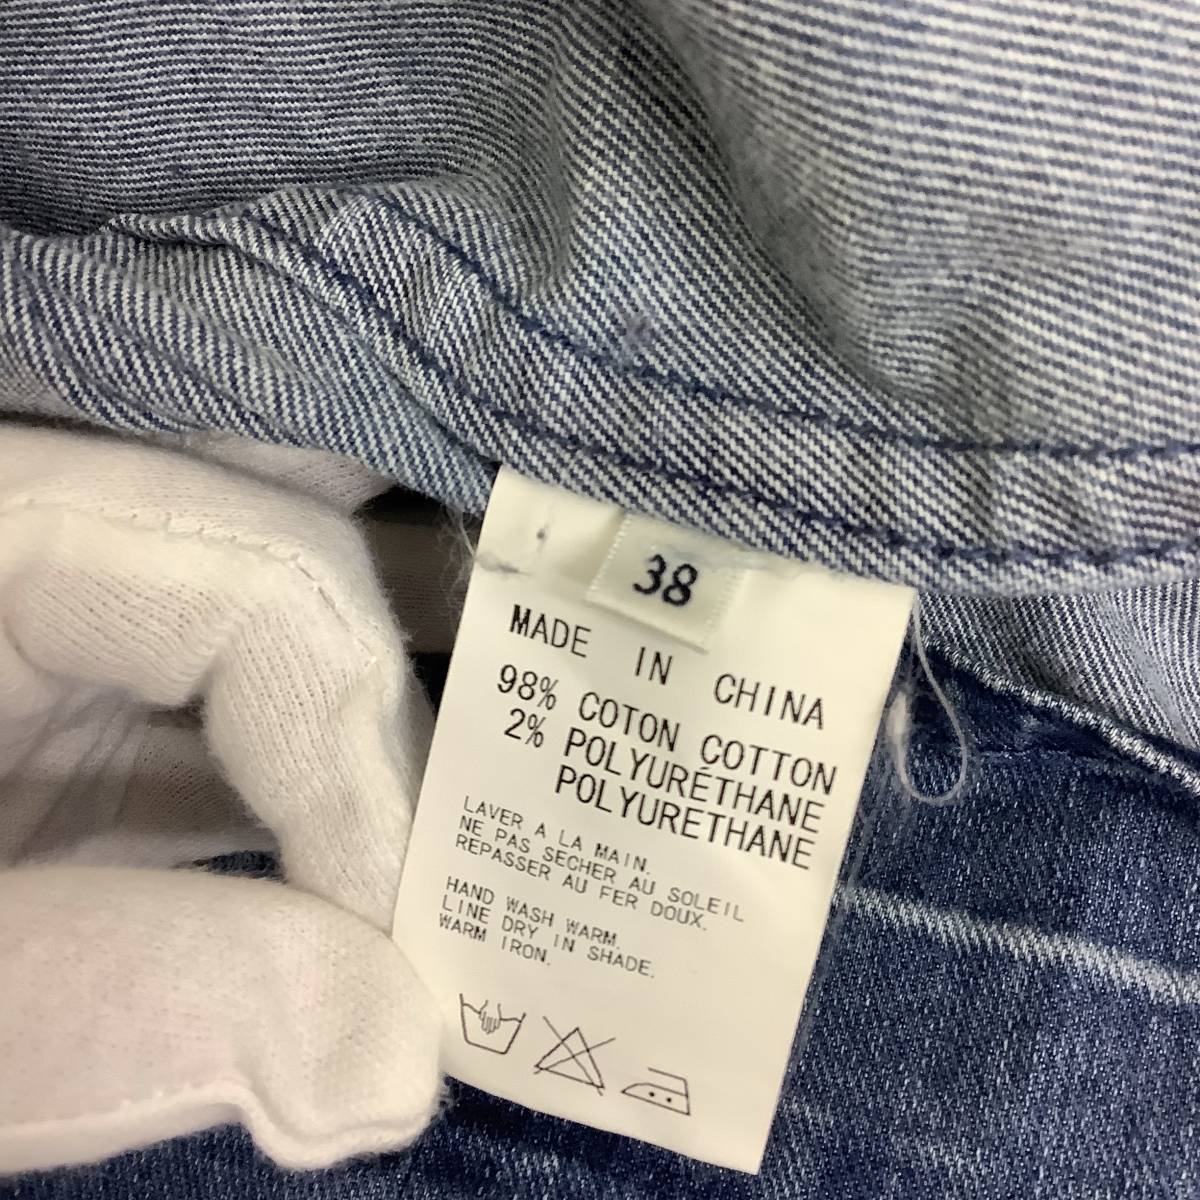 38
MADE IN CHINA
98% COTON COTTON
2% POLYURÉTHANE
POLYURETHANE
LAVER A LA MAIN.
NE PAS SECHER AU SOLEIL
REPASSER AU FER DOUX.
HAND WASH WARM.
LINE DRY IN SHADE.
WARM IRON.